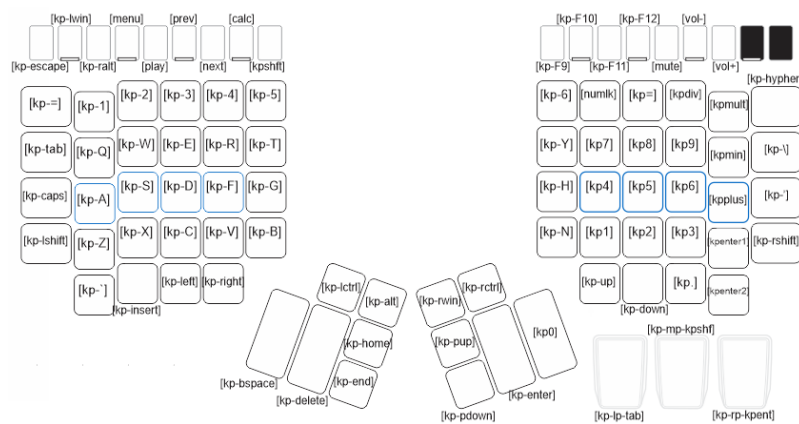 [kp-lwin] [menu] [prev] [calc] [kp-F10] [kp-F12] [vol-]
[kp-escape] [kp-ralt] [play] [next] [kpshft] [kp-F9] [kp-F11] [mute] [vol+]
[kp-hyphen
[kp-=] [kp-1] [kp-2] [kp-3] [kp-4] [kp-5] [kp-6] [numlk] [kp=] [kpdiv] [kpmult]
[kp-tab] [kp-Q] [kp-W] [kp-E] [kp-R] [kp-T] [kp-Y] [kp7] [kp8] [kp9] [kpmin] [kp-\]
[kp-caps] [kp-A] [kp-S] [kp-D] [kp-F] [kp-G] [kp-H] [kp4] [kp5] [kp6] [kpplus] [kp-']
[kp-lshift] [kp-Z] [kp-X] [kp-C] [kp-V] [kp-B] [kp-N] [kp1] [kp2] [kp3] [kpenter1] [kp-rshift]
[kp-`] [kp-insert] [kp-left] [kp-right] [kp-up] [kp-down] [kp.] [kpenter2]
[kp-lctrl] [kp-alt] [kp-rwin] [kp-rctrl]
[kp-home] [kp-pup] [kp0] [kp-mp-kpshf]
[kp-bspace] [kp-end]
[kp-delete] [kp-pdown] [kp-enter] [kp-lp-tab] [kp-rp-kpent]